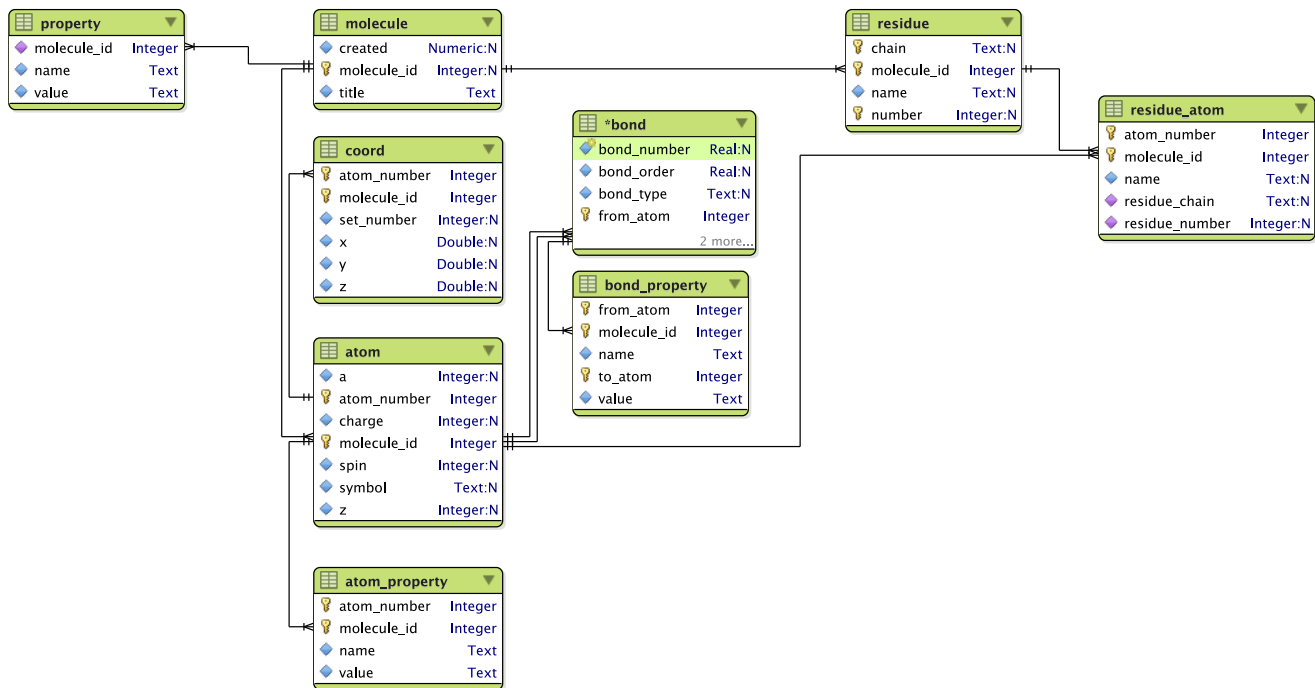 property
molecule_id Integer
name Text
value Text
molecule
created Numeric:N
molecule_id Integer:N
title Text
residue
chain Text:N
molecule_id Integer
name Text:N
number Integer:N
residue_atom
atom_number Integer
molecule_id Integer
name Text:N
residue_chain Text:N
residue_number Integer:N
coord
atom_number Integer
molecule_id Integer
set_number Integer:N
x Double:N
y Double:N
z Double:N
*bond
bond_number Real:N
bond_order Real:N
bond_type Text:N
from_atom Integer
2 more...
bond_property
from_atom Integer
molecule_id Integer
name Text
to_atom Integer
value Text
atom
a Integer:N
atom_number Integer
charge Integer:N
molecule_id Integer
spin Integer:N
symbol Text:N
z Integer:N
atom_property
atom_number Integer
molecule_id Integer
name Text
value Text